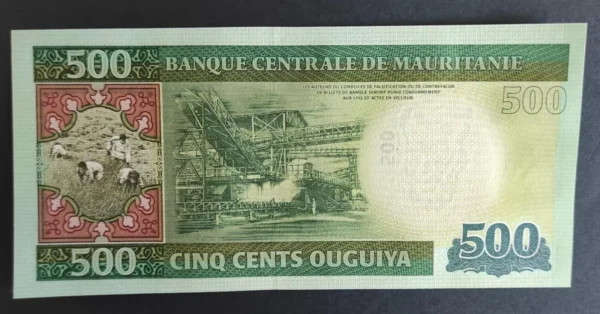 500 BANQUE CENTRALE DE MAURITANIE
LES AUTEURS OU COMPLICES DE FALSIFICATION OU DE CONTREFAÇON
DE BILLETS DE BANQUE SERONT PUNIS CONFORMEMENT
AUX LOIS ET ACTES EN VIGUEUR
500
500 CINQ CENTS OUGUIYA 500